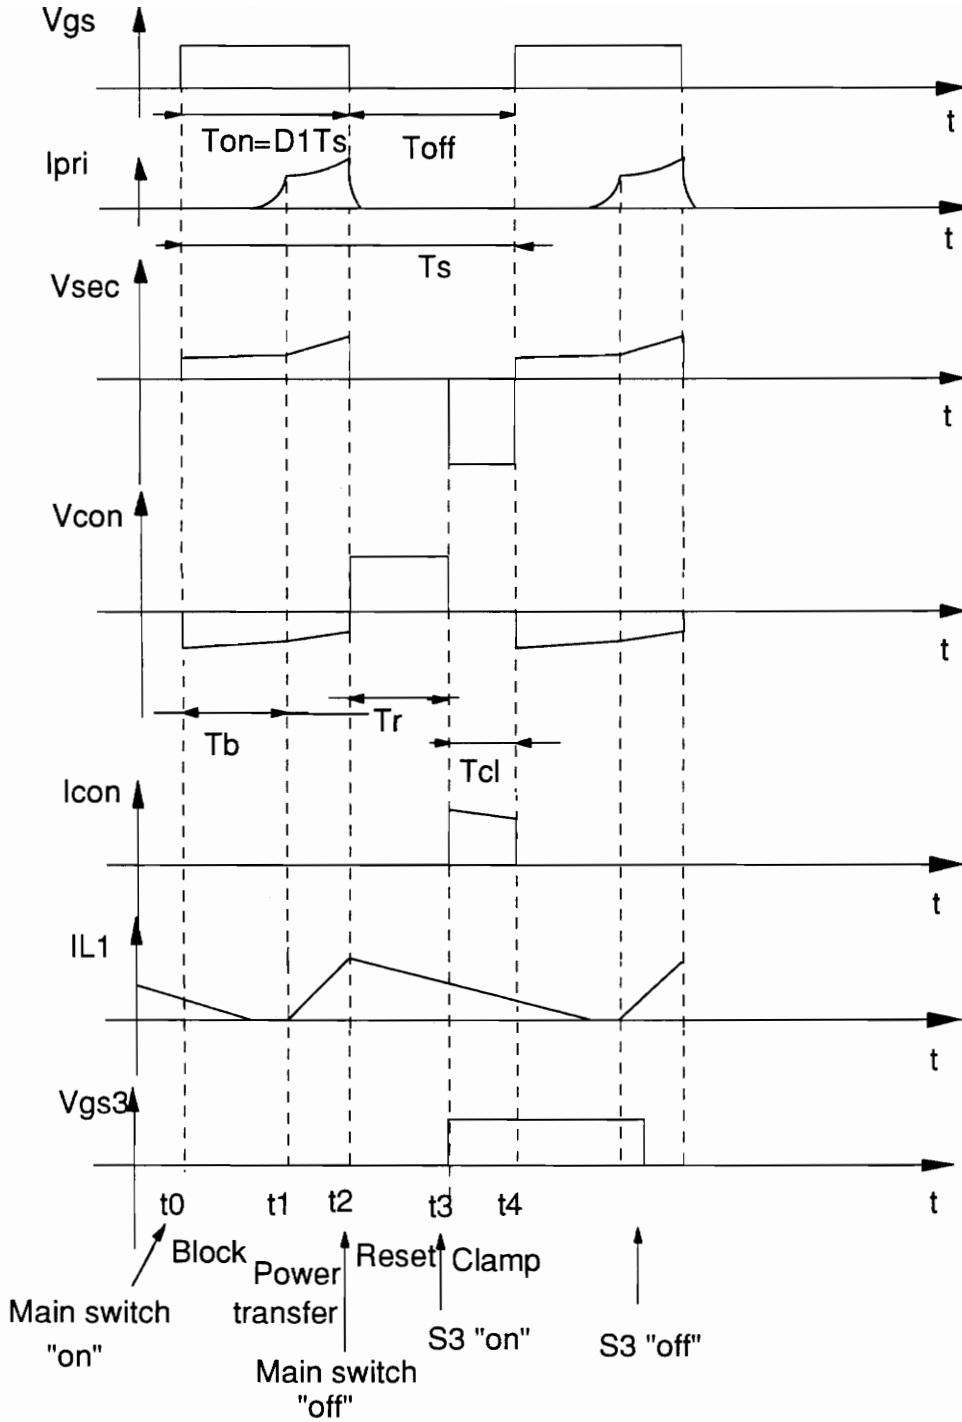 Vgs
t
Ton=D1Ts
Toff
Ipri
t
Ts
Vsec
t
Vcon
t
Tb
Tr
Tcl
Icon
t
IL1
t
Vgs3
t0
t1
t2
t3
t4
t
Block
Power
transfer
Reset
Clamp
Main switch
"on"
Main switch
"off"
S3 "on"
S3 "off"